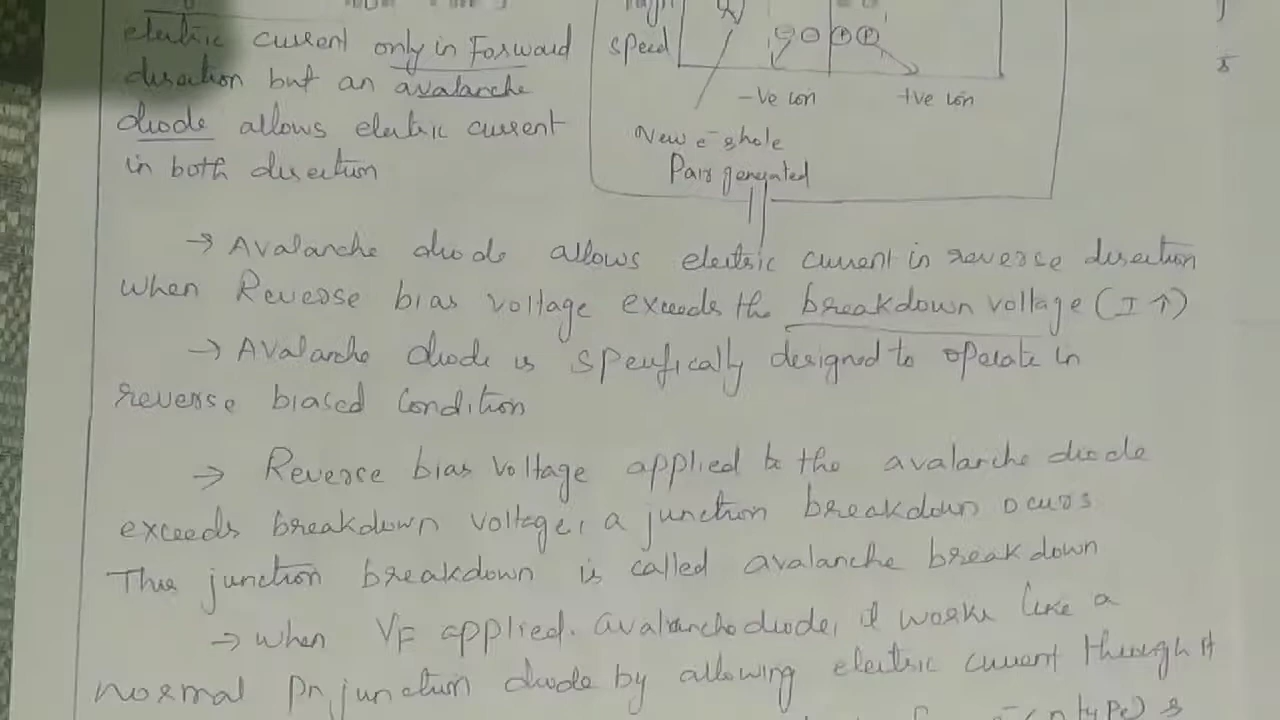 electric current only in Forward
direction but an avalanche
diode allows electric current
in both direction
speed
-ve ion
+ve ion
New e⁻ & hole
Pair generated
→ Avalanche diode allows electric current in reverse direction
when Reverse bias voltage exceeds the breakdown voltage (I ↑)
→ Avalanche diode is specifically designed to operate in
reverse biased condition
→ Reverse bias voltage applied to the avalanche diode
exceeds breakdown voltage, a junction breakdown ocurs
This junction breakdown is called avalanche breakdown
→ when VF applied. avalanche diode, it works like a
normal pn junction diode by allowing electric current through it
(n type) &